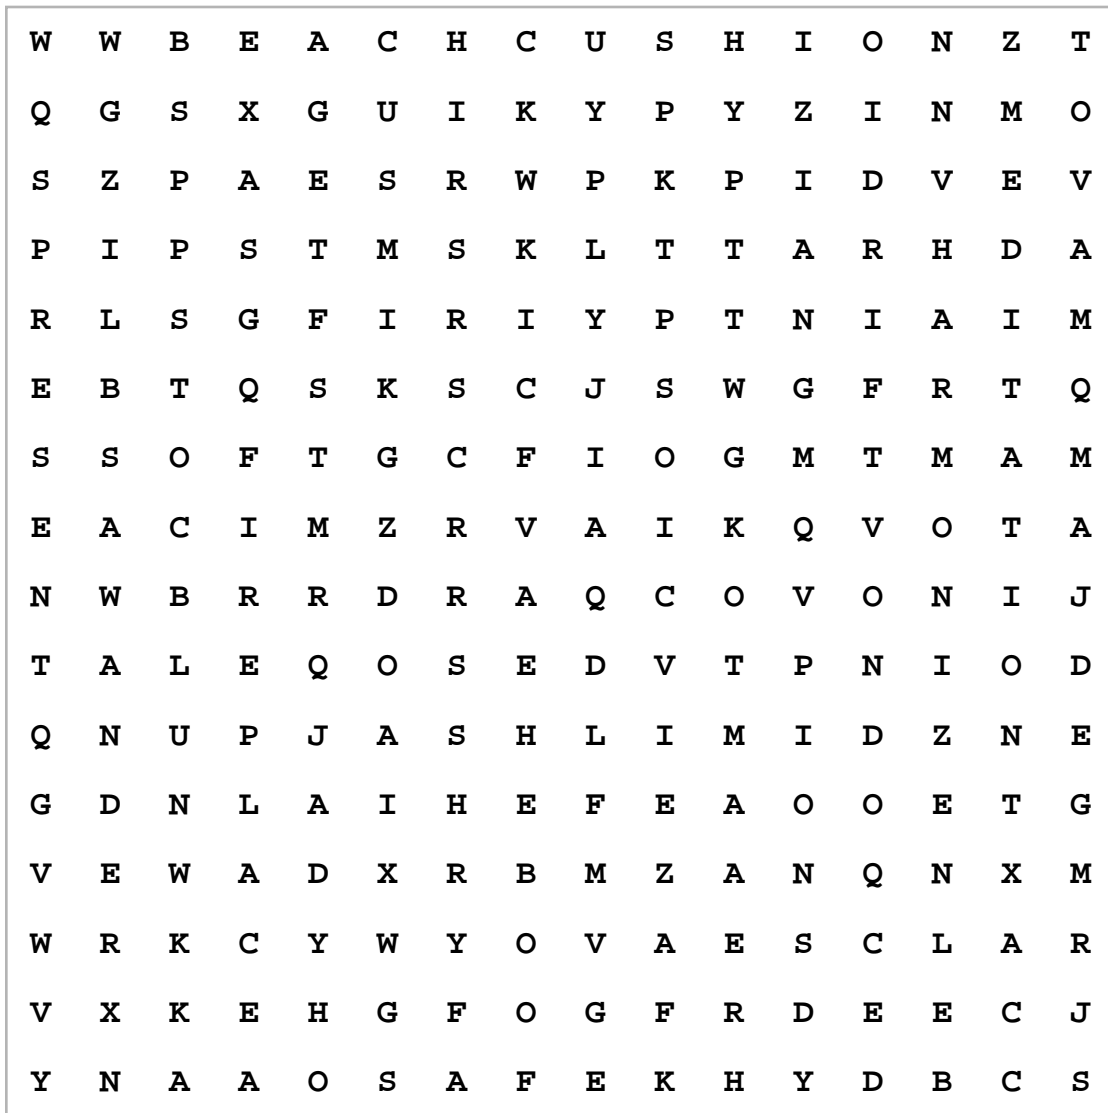 W W B E A C H C U S H I O N Z T
Q G S X G U I K Y P Y Z I N M O
S Z P A E S R W P K P I D V E V
P I P S T M S K L T T A R H D A
R L S G F I R I Y P T N I A I M
E B T Q S K S C J S W G F R T Q
S S O F T G C F I O G M T M A M
E A C I M Z R V A I K Q V O T A
N W B R R D R A Q C O V O N I J
T A L E Q O S E D V T P N I O D
Q N U P J A S H L I M I D Z N E
G D N L A I H E F E A O O E T G
V E W A D X R B M Z A N Q N X M
W R K C Y W Y O V A E S C L A R
V X K E H G F O G F R D E E C J
Y N A A O S A F E K H Y D B C S